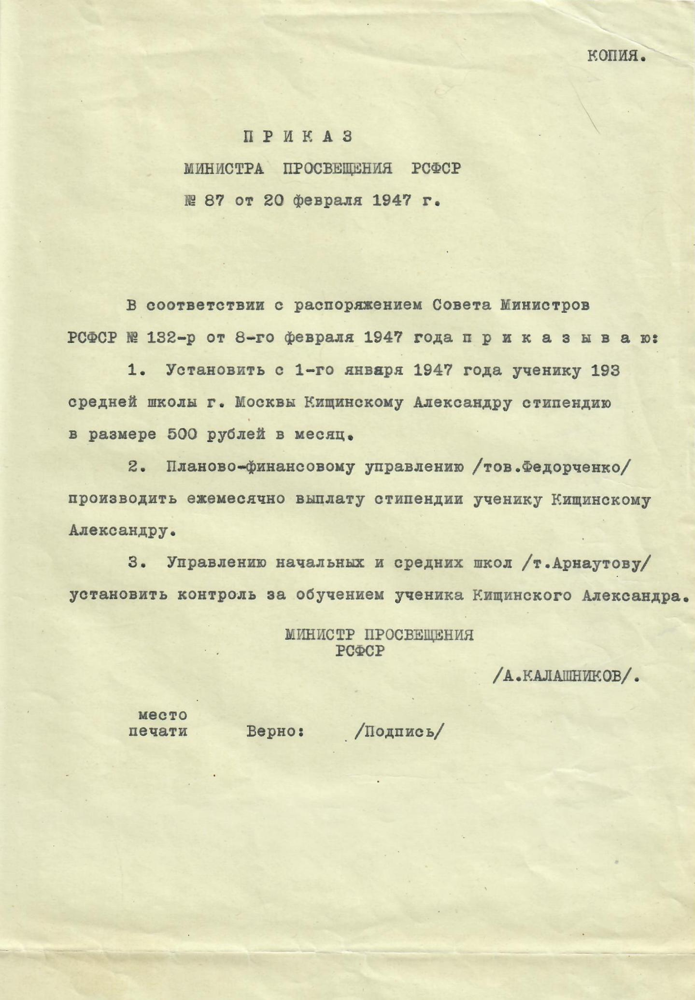 КОПИЯ.
П Р И К А З
МИНИСТРА ПРОСВЕЩЕНИЯ РСФСР
№ 87 от 20 февраля 1947 г.
В соответствии с распоряжением Совета Министров
РСФСР № 132-р от 8-го февраля 1947 года п р и к а з ы в а ю:
1. Установить с 1-го января 1947 года ученику 193
средней школы г. Москвы Кищинскому Александру стипендию
в размере 500 рублей в месяц.
2. Планово-финансовому управлению /тов.Федорченко/
производить ежемесячно выплату стипендии ученику Кищинскому
Александру.
3. Управлению начальных и средних школ /т.Арнаутову/
установить контроль за обучением ученика Кищинского Александра.
МИНИСТР ПРОСВЕЩЕНИЯ
РСФСР
/А.КАЛАШНИКОВ/.
место
печати Верно: /Подпись/